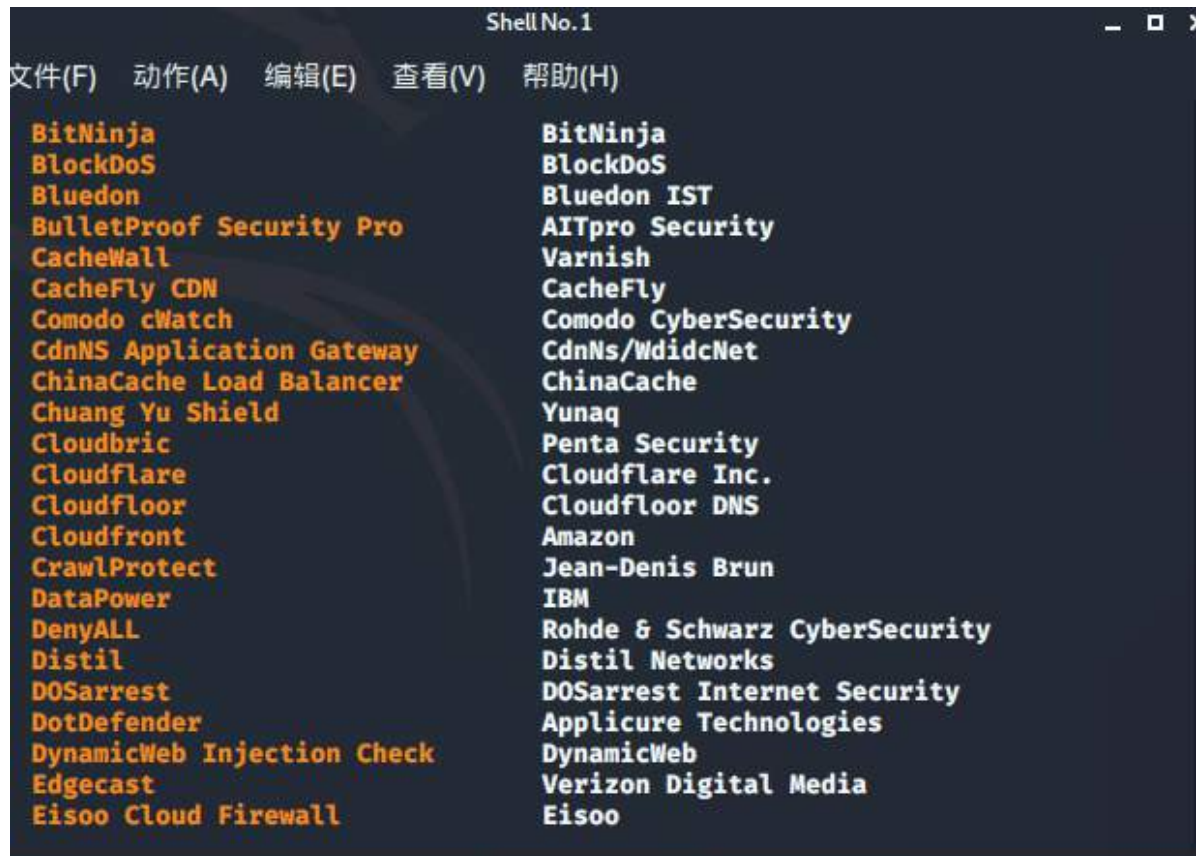 Shell No.1
文件(F) 动作(A) 编辑(E) 查看(V) 帮助(H)
BitNinja BitNinja
BlockDoS BlockDoS
Bluedon Bluedon IST
BulletProof Security Pro AITpro Security
CacheWall Varnish
CacheFly CDN CacheFly
Comodo cWatch Comodo CyberSecurity
CdnNS Application Gateway CdnNs/WdidcNet
ChinaCache Load Balancer ChinaCache
Chuang Yu Shield Yunaq
Cloudbric Penta Security
Cloudflare Cloudflare Inc.
Cloudfloor Cloudfloor DNS
Cloudfront Amazon
CrawlProtect Jean-Denis Brun
DataPower IBM
DenyALL Rohde & Schwarz CyberSecurity
Distil Distil Networks
DOSarrest DOSarrest Internet Security
DotDefender Applicure Technologies
DynamicWeb Injection Check DynamicWeb
Edgecast Verizon Digital Media
Eisoo Cloud Firewall Eisoo